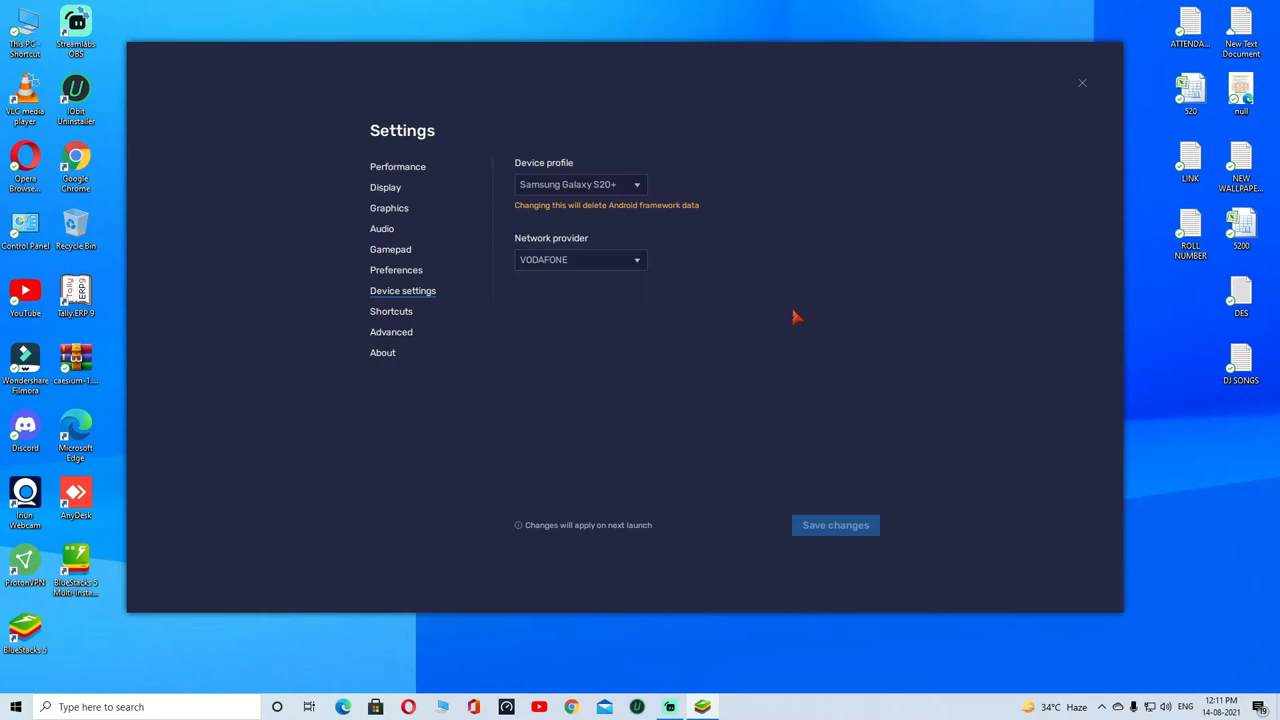 This PC - Shortcut
Streamlabs OBS
VLC media player
IObit Uninstaller
Opera Browse...
Google Chrome
Control Panel
Recycle Bin
YouTube
Tally.ERP 9
Wondershare Filmora
caesium-1....
Discord
Microsoft Edge
Iriun Webcam
AnyDesk
ProtonVPN
BlueStacks 5 Multi-Insta...
BlueStacks 5
Settings
Performance
Display
Graphics
Audio
Gamepad
Preferences
Device settings
Shortcuts
Advanced
About
Device profile
Samsung Galaxy S20+
Changing this will delete Android framework data
Network provider
VODAFONE
Changes will apply on next launch
Save changes
ATTENDA...
New Text Document
520
null
LINK
NEW WALLPAPE...
ROLL NUMBER
5200
DES
DJ SONGS
Type here to search
34°C Haze
ENG
12:11 PM
14-08-2021
19